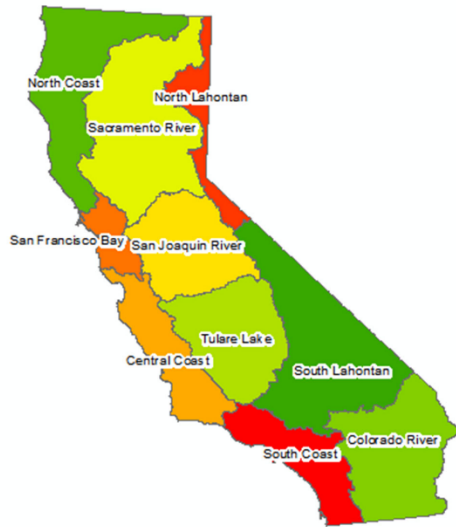 North Coast
North Lahontan
Sacramento River
San Francisco Bay
San Joaquin River
Tulare Lake
Central Coast
South Lahontan
Colorado River
South Coast